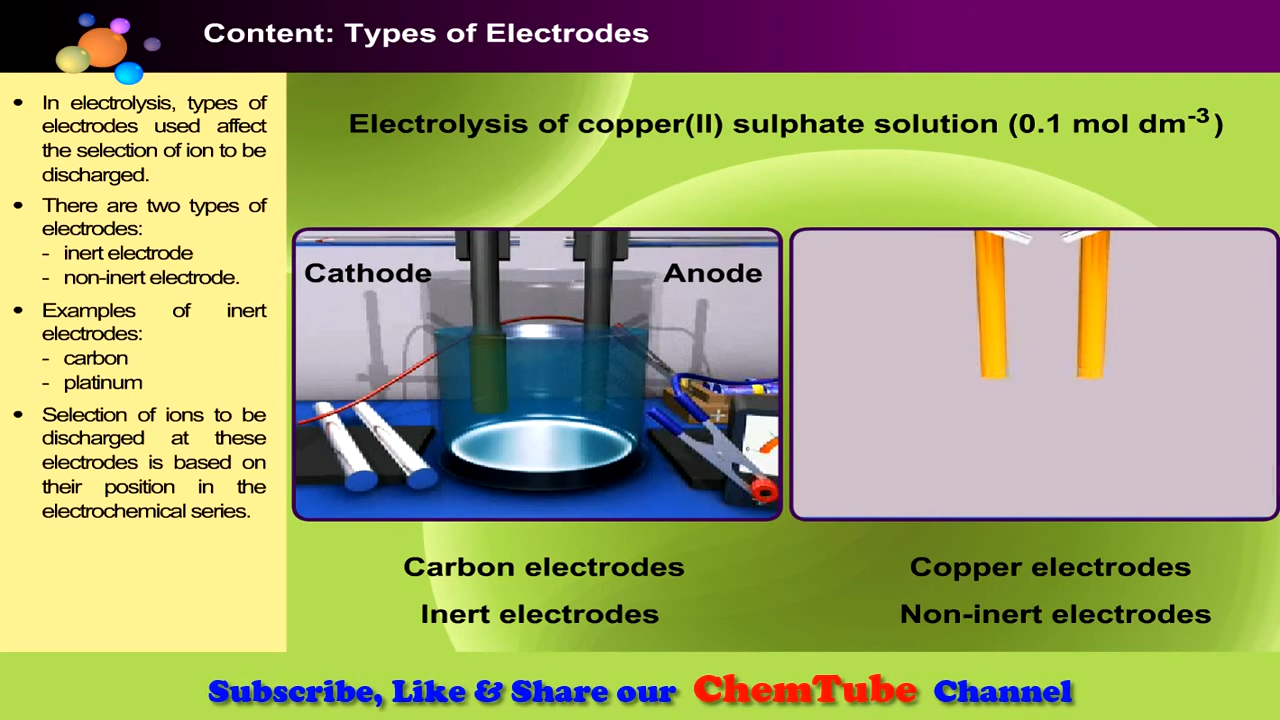 Content: Types of Electrodes
• In electrolysis, types of
electrodes used affect
the selection of ion to be
discharged.
• There are two types of
electrodes:
- inert electrode
- non-inert electrode.
• Examples of inert
electrodes:
- carbon
- platinum
• Selection of ions to be
discharged at these
electrodes is based on
their position in the
electrochemical series.
Electrolysis of copper(II) sulphate solution (0.1 mol dm⁻³)
Cathode
Anode
Carbon electrodes
Inert electrodes
Copper electrodes
Non-inert electrodes
Subscribe, Like & Share our ChemTube Channel